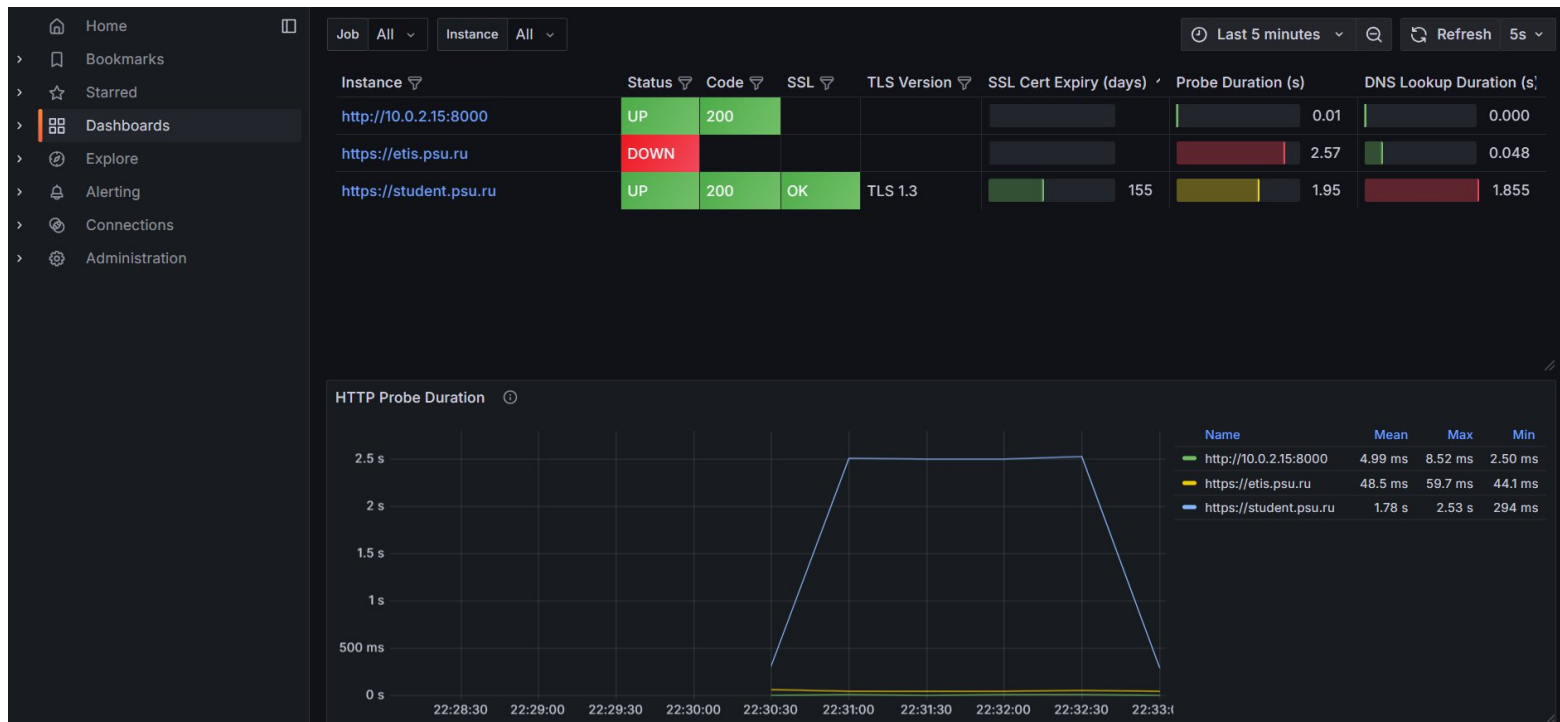 Home
Bookmarks
Starred
Dashboards
Explore
Alerting
Connections
Administration
Job All Instance All Last 5 minutes Refresh 5s
Instance Status Code SSL TLS Version SSL Cert Expiry (days) Probe Duration (s) DNS Lookup Duration (s)
http://10.0.2.15:8000 UP 200 0.01 0.000
https://etis.psu.ru DOWN 2.57 0.048
https://student.psu.ru UP 200 OK TLS 1.3 155 1.95 1.855
HTTP Probe Duration
2.5 s
2 s
1.5 s
1 s
500 ms
0 s
22:28:30 22:29:00 22:29:30 22:30:00 22:30:30 22:31:00 22:31:30 22:32:00 22:32:30
Name Mean Max Min
http://10.0.2.15:8000 4.99 ms 8.52 ms 2.50 ms
https://etis.psu.ru 48.5 ms 59.7 ms 44.1 ms
https://student.psu.ru 1.78 s 2.53 s 294 ms